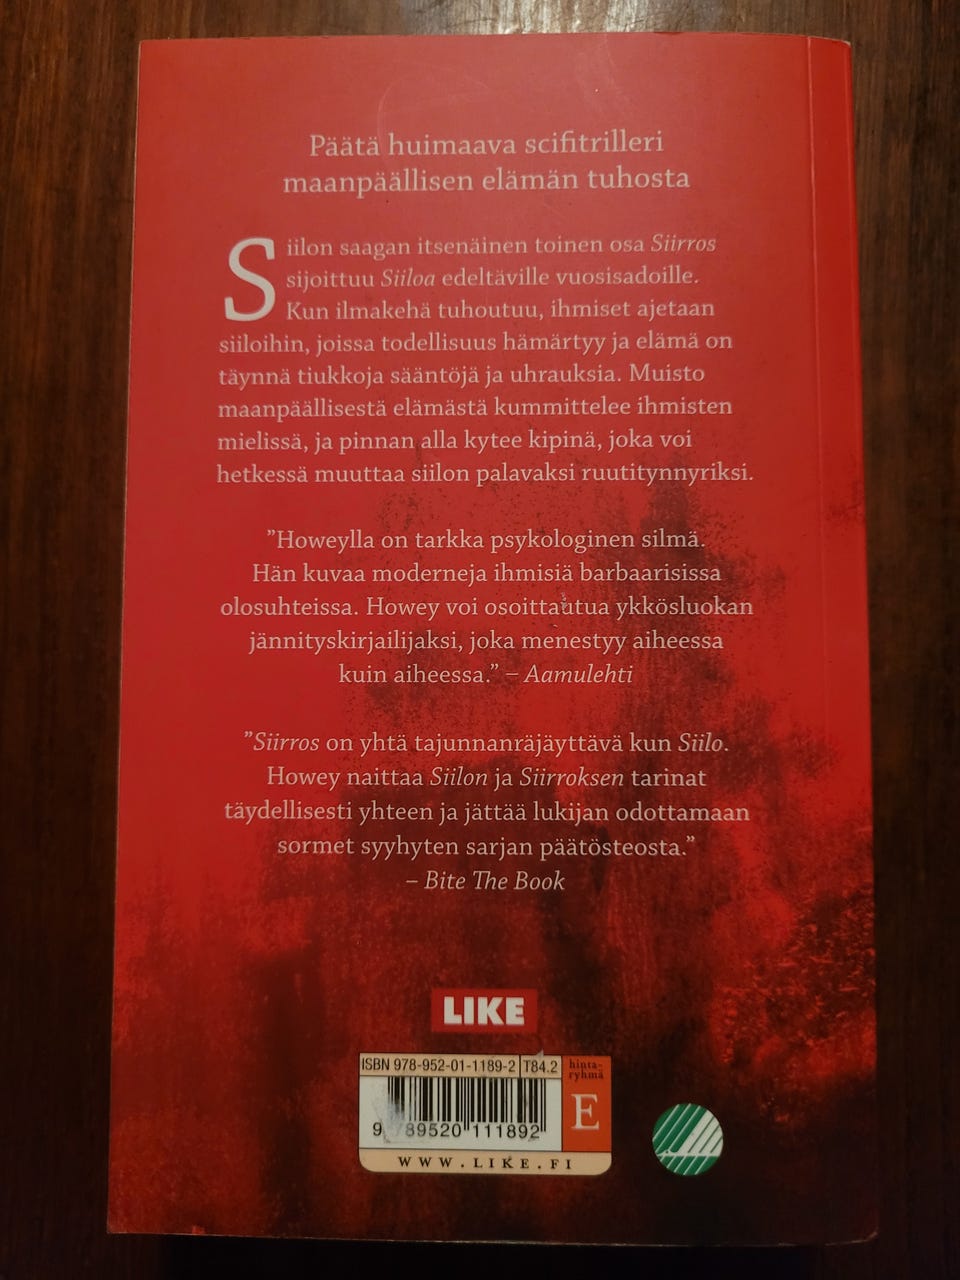 Päätä huimaava scifitrilleri
maanpäällisen elämän tuhosta
Siilon saagan itsenäinen toinen osa Siirros
sijoittuu Siiloa edeltäville vuosisadoille.
Kun ilmakehä tuhoutuu, ihmiset ajetaan
siiloihin, joissa todellisuus hämärtyy ja elämä on
täynnä tiukkoja sääntöjä ja uhrauksia. Muisto
maanpäällisestä elämästä kummittelee ihmisten
mielissä, ja pinnan alla kytee kipinä, joka voi
hetkessä muuttaa siilon palavaksi ruutitynnyriksi.
”Howeylla on tarkka psykologinen silmä.
Hän kuvaa moderneja ihmisiä barbaarisissa
olosuhteissa. Howey voi osoittautua ykkösluokan
jännityskirjailijaksi, joka menestyy aiheessa
kuin aiheessa.” – Aamulehti
”Siirros on yhtä tajunnanräjäyttävä kun Siilo.
Howey naittaa Siilon ja Siirroksen tarinat
täydellisesti yhteen ja jättää lukijan odottamaan
sormet syyhyten sarjan päätösteosta.”
– Bite The Book
LIKE
ISBN 978-952-01-1189-2 T84.2
hinta-
ryhmä
E
9 789520 111892
WWW.LIKE.FI